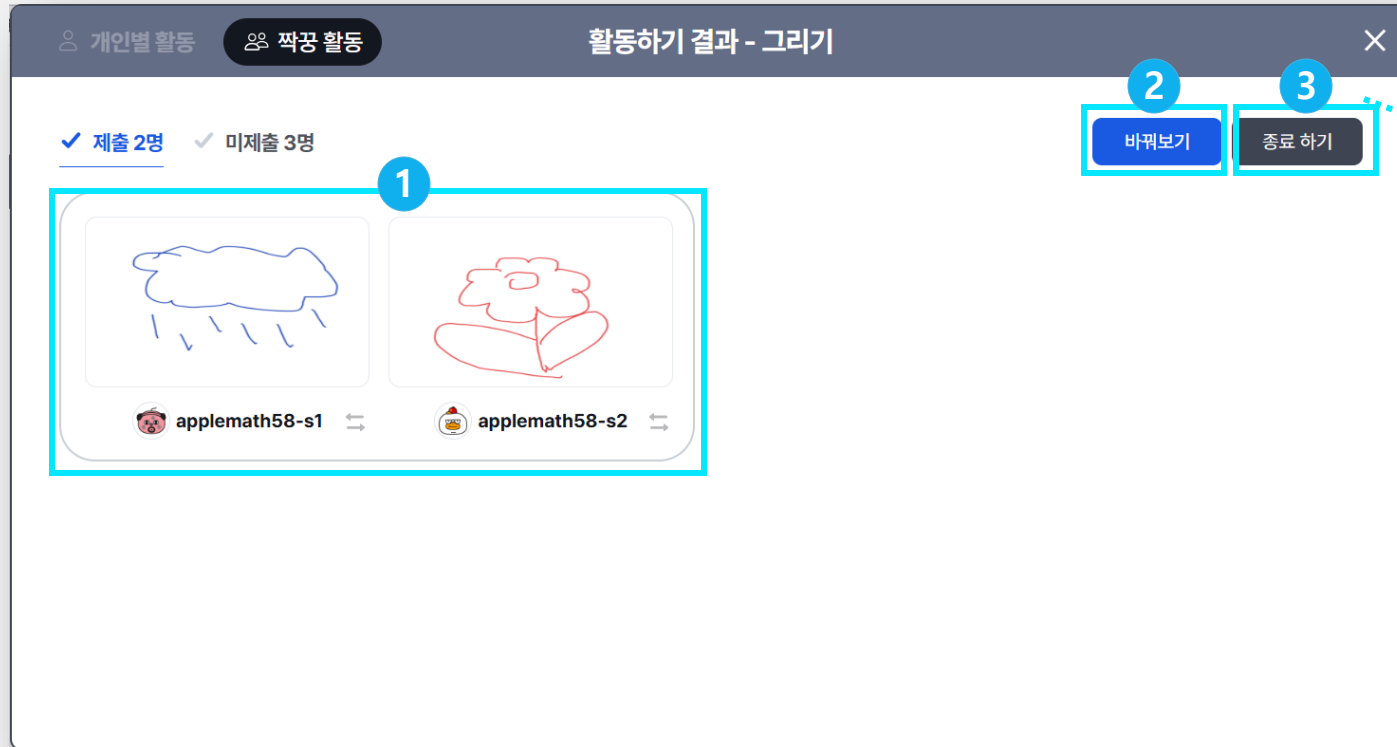 개인별 활동
짝꿍 활동
활동하기 결과 - 그리기
2
3
제출 2명
미제출 3명
바꿔보기
종료 하기
1
applemath58-s1
applemath58-s2